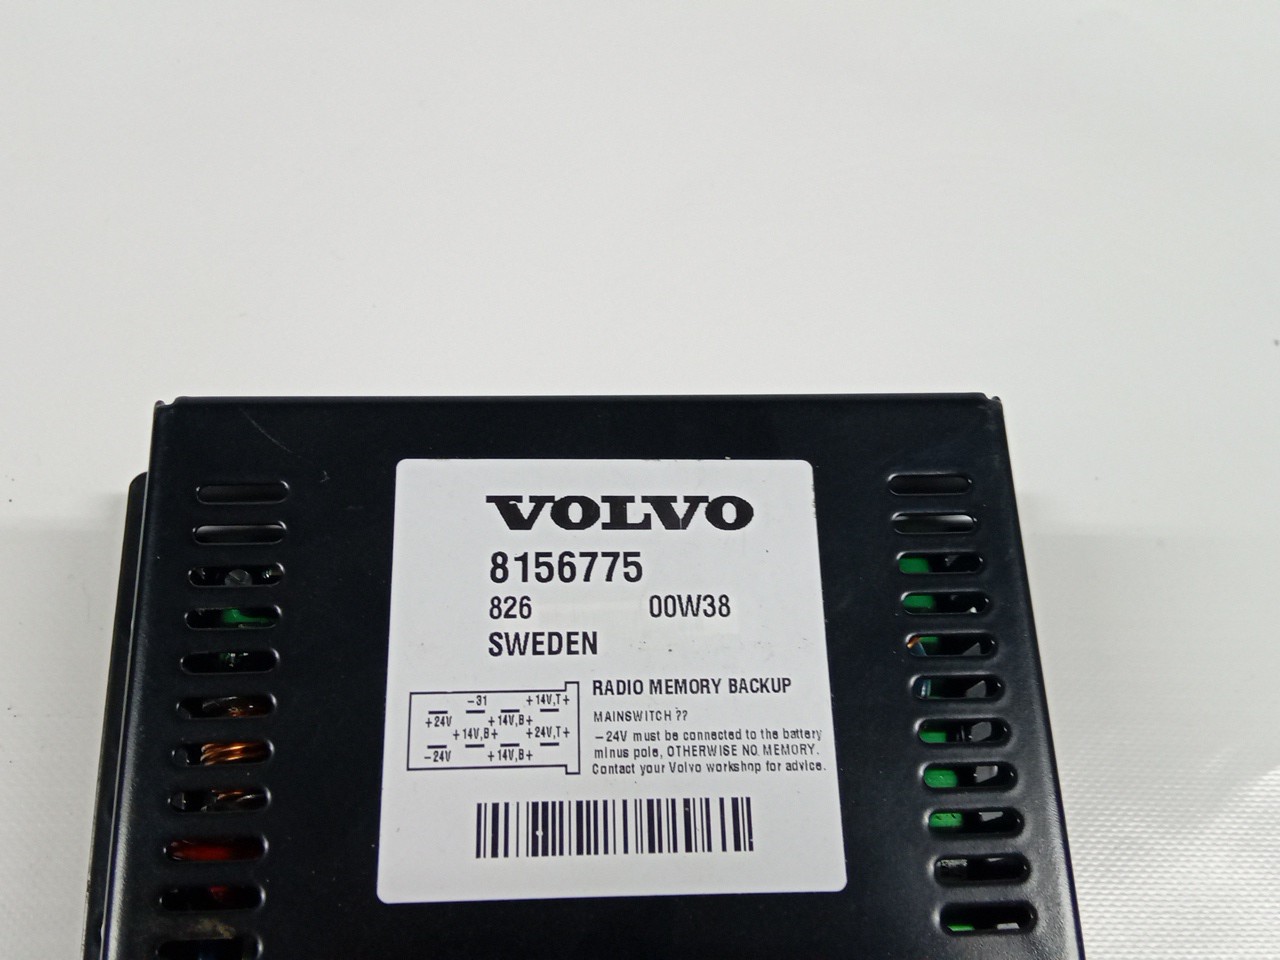 VOLVO
8156775
826 00W38
SWEDEN
-31 +14V,T+
+24V +14V,B+
+14V,B+ +24V,T+
-24V +14V,B+
RADIO MEMORY BACKUP
MAINSWITCH ??
-24V must be connected to the battery
minus pole, OTHERWISE NO MEMORY.
Contact your Volvo workshop for advice.